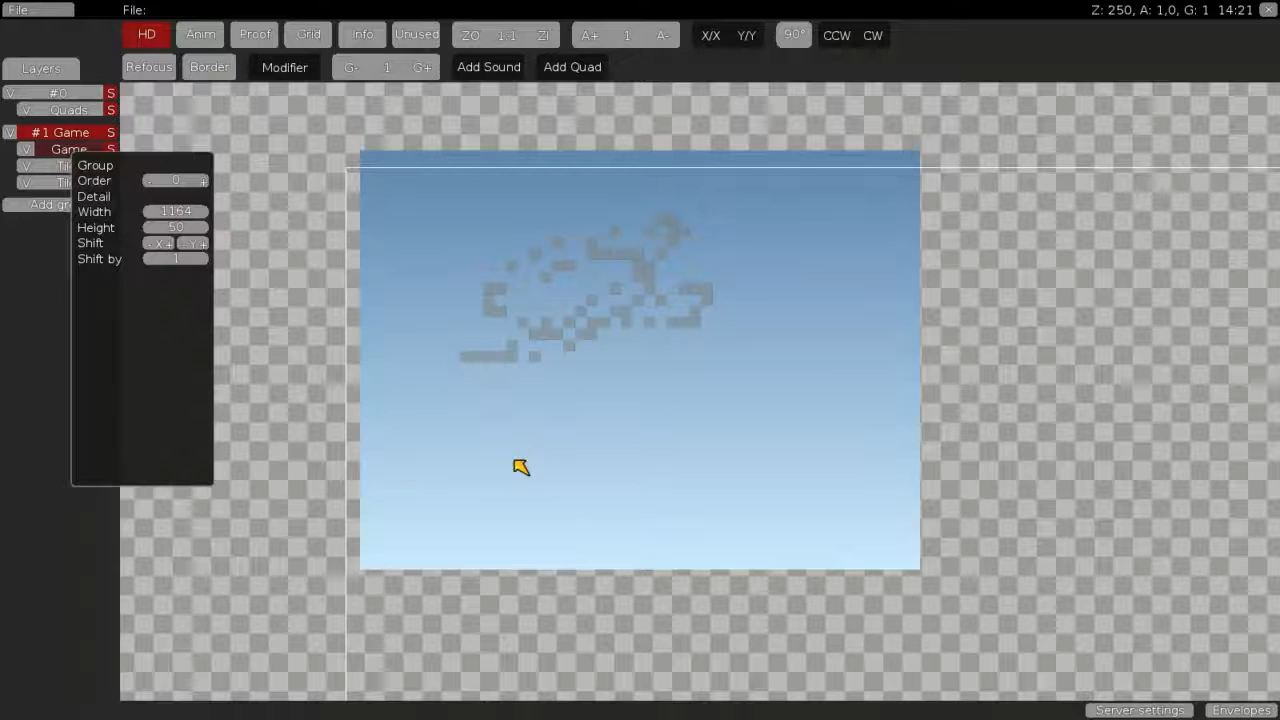 File File: Z: 250, A: 1,0, G: 1 14:21
HD Anim Proof Grid Info Unused ZO 1:1 ZI A+ 1 A- X/X Y/Y 90° CCW CW
Refocus Border Modifier G- 1 G+ Add Sound Add Quad
Layers
V #0 S
V Quads S
V #1 Game S
V Game S
V
V
Group
Order - 0 +
Detail
Width 1164
Height 50
Shift - X + - Y +
Shift by 1
Server settings Envelopes